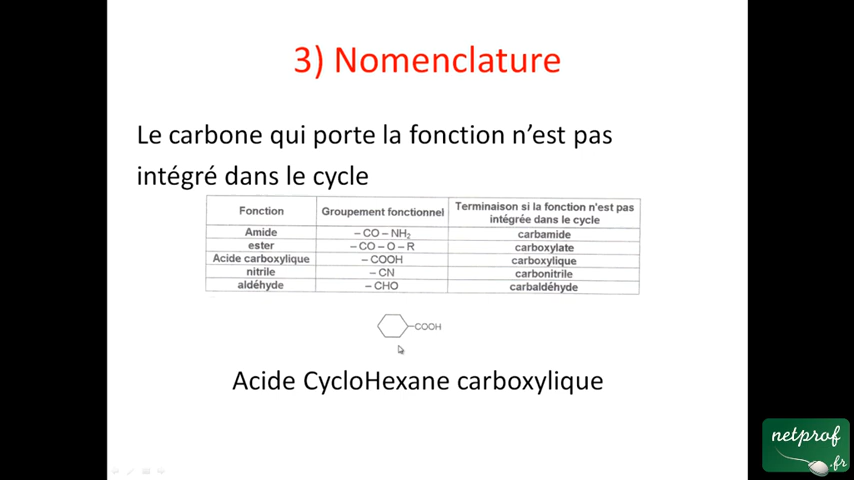 3) Nomenclature
Le carbone qui porte la fonction n’est pas
intégré dans le cycle
Fonction Groupement fonctionnel Terminaison si la fonction n'est pas
intégrée dans le cycle
Amide – CO – NH₂ carbamide
ester – CO – O – R carboxylate
Acide carboxylique – COOH carboxylique
nitrile – CN carbonitrile
aldéhyde – CHO carbaldéhyde
COOH
Acide CycloHexane carboxylique
netprof
.fr